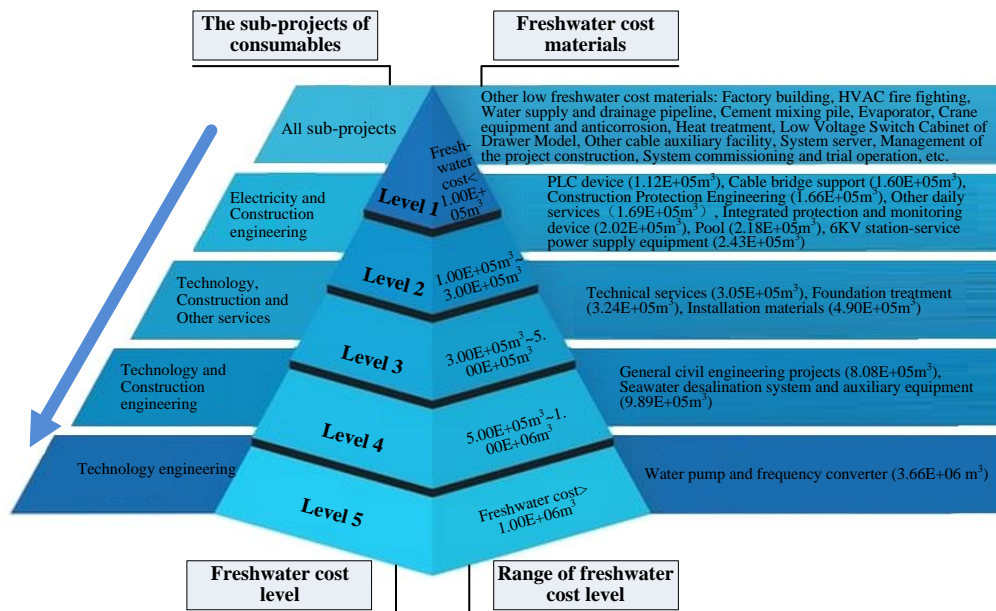 The sub-projects of
consumables
Freshwater cost
materials
All sub-projects
Fresh-
water
cost<
1.00E+
05m³
Level 1
Other low freshwater cost materials: Factory building, HVAC fire fighting,
Water supply and drainage pipeline, Cement mixing pile, Evaporator, Crane
equipment and anticorrosion, Heat treatment, Low Voltage Switch Cabinet of
Drawer Model, Other cable auxiliary facility, System server, Management of
the project construction, System commissioning and trial operation, etc.
Electricity and
Construction
engineering
Level 2
1.00E+05m³~
3.00E+05m³
PLC device (1.12E+05m³), Cable bridge support (1.60E+05m³),
Construction Protection Engineering (1.66E+05m³), Other daily
services（1.69E+05m³）, Integrated protection and monitoring
device (2.02E+05m³), Pool (2.18E+05m³), 6KV station-service
power supply equipment (2.43E+05m³)
Technology,
Construction and
Other services
Level 3
3.00E+05m³~5.
00E+05m³
Technical services (3.05E+05m³), Foundation treatment
(3.24E+05m³), Installation materials (4.90E+05m³)
Technology and
Construction
engineering
Level 4
5.00E+05m³~1.
00E+06m³
General civil engineering projects (8.08E+05m³),
Seawater desalination system and auxiliary equipment
(9.89E+05m³)
Technology engineering
Level 5
Freshwater cost>
1.00E+06m³
Water pump and frequency converter (3.66E+06 m³)
Freshwater cost
level
Range of freshwater
cost level